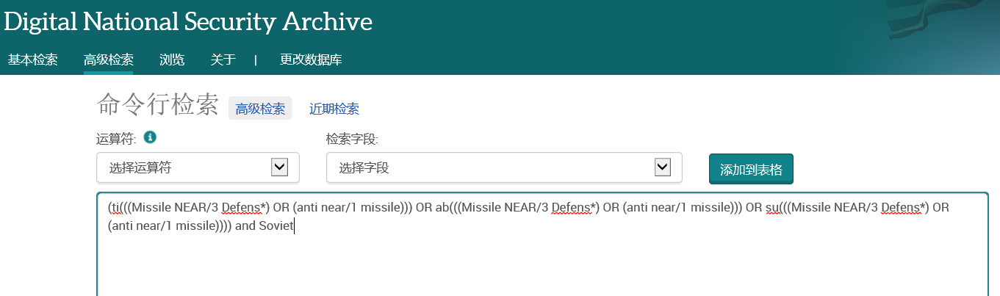 Digital National Security Archive
基本检索 高级检索 浏览 关于 | 更改数据库
命令行检索 高级检索 近期检索
运算符: i 检索字段:
选择运算符 选择字段 添加到表格
(ti(((Missile NEAR/3 Defens*) OR (anti near/1 missile))) OR ab(((Missile NEAR/3 Defens*) OR (anti near/1 missile))) OR su(((Missile NEAR/3 Defens*) OR
(anti near/1 missile)))) and Soviet